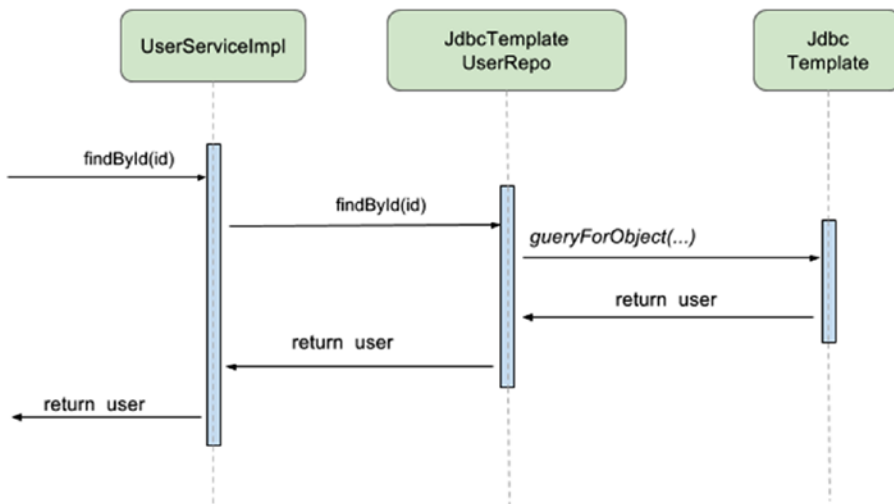 UserServiceImpl
JdbcTemplate
UserRepo
Jdbc
Template
findById(id)
findById(id)
gueryForObject(...)
return user
return user
return user